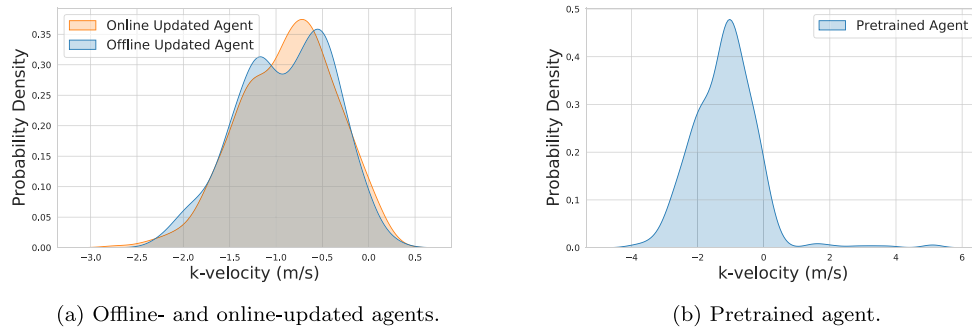 Online Updated Agent
Offline Updated Agent
Probability Density
0.35
0.30
0.25
0.20
0.15
0.10
0.05
0.00
−3.0 −2.5 −2.0 −1.5 −1.0 −0.5 0.0 0.5
k-velocity (m/s)
(a) Offline- and online-updated agents.
Pretrained Agent
Probability Density
0.5
0.4
0.3
0.2
0.1
0.0
−4 −2 0 2 4 6
k-velocity (m/s)
(b) Pretrained agent.